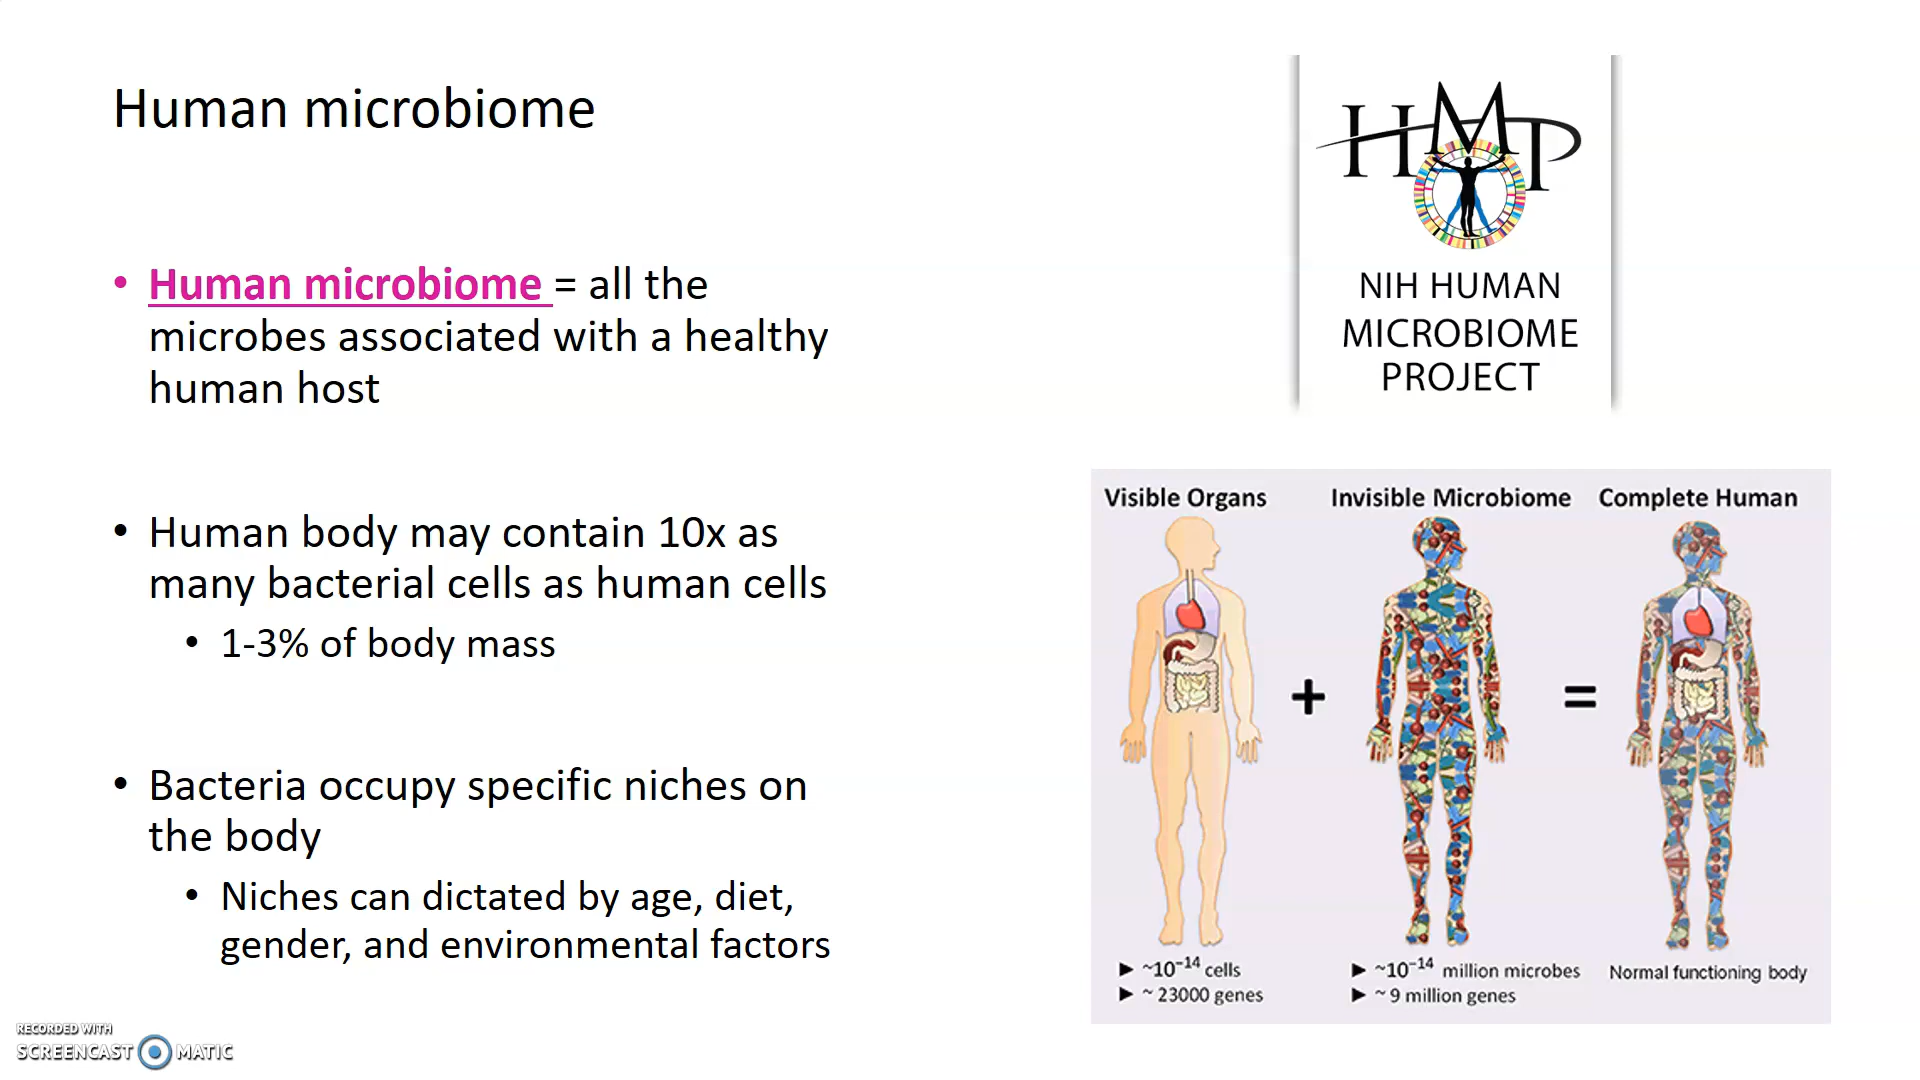 Human microbiome
• Human microbiome = all the
microbes associated with a healthy
human host
• Human body may contain 10x as
many bacterial cells as human cells
• 1-3% of body mass
• Bacteria occupy specific niches on
the body
• Niches can dictated by age, diet,
gender, and environmental factors
HMP
NIH HUMAN
MICROBIOME
PROJECT
Visible Organs
Invisible Microbiome
Complete Human
+
=
► ~10⁻¹⁴ cells
► ~ 23000 genes
► ~10⁻¹⁴ million microbes
► ~ 9 million genes
Normal functioning body
RECORDED WITH
SCREENCAST MATIC